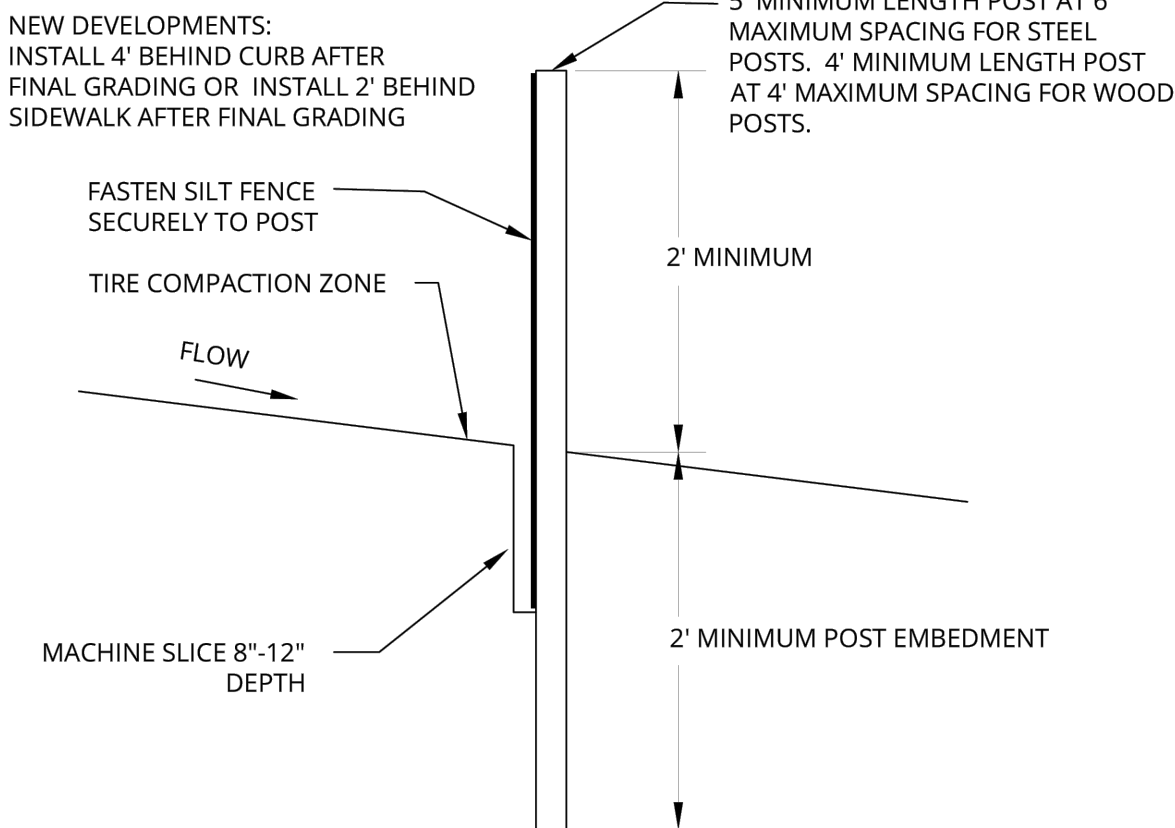 NEW DEVELOPMENTS:
INSTALL 4' BEHIND CURB AFTER
FINAL GRADING OR INSTALL 2' BEHIND
SIDEWALK AFTER FINAL GRADING
5' MINIMUM LENGTH POST AT 6'
MAXIMUM SPACING FOR STEEL
POSTS. 4' MINIMUM LENGTH POST
AT 4' MAXIMUM SPACING FOR WOOD
POSTS.
FASTEN SILT FENCE
SECURELY TO POST
2' MINIMUM
TIRE COMPACTION ZONE
FLOW
MACHINE SLICE 8"-12"
DEPTH
2' MINIMUM POST EMBEDMENT